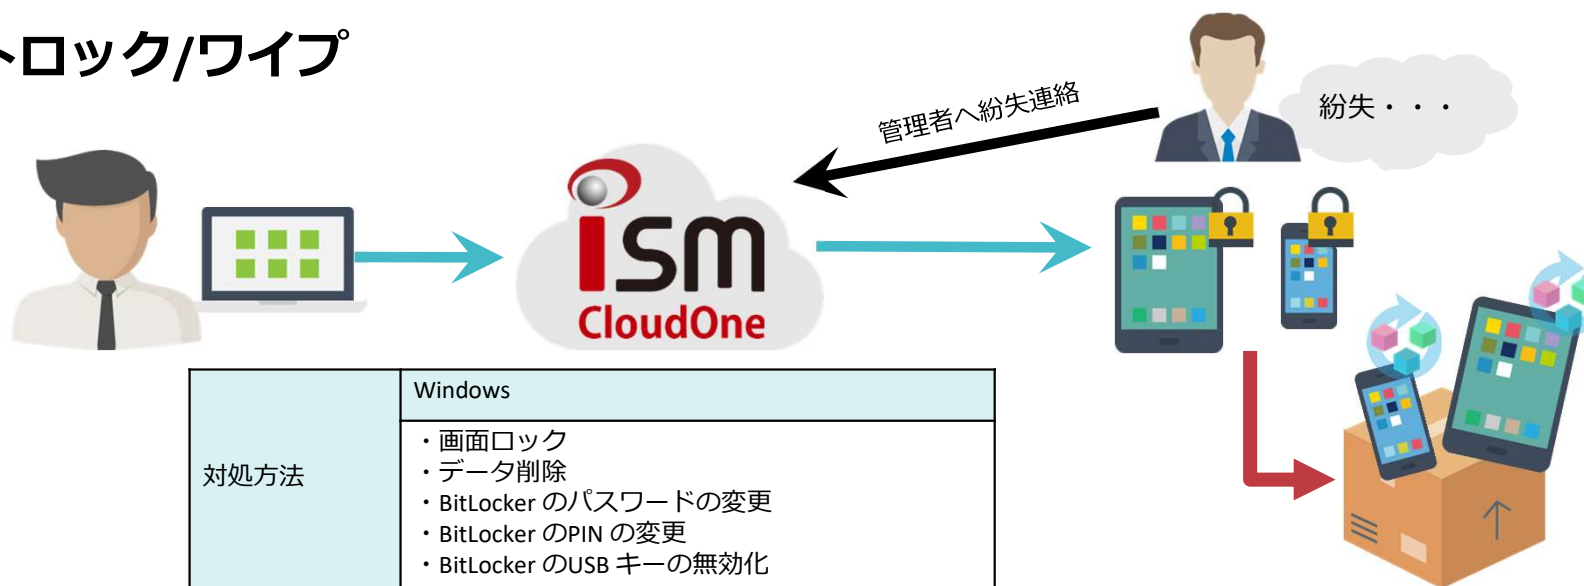 トロック/ワイプ
管理者へ紛失連絡
紛失・・・
ism
CloudOne
対処方法
Windows
・画面ロック
・データ削除
・BitLocker のパスワードの変更
・BitLocker のPIN の変更
・BitLocker のUSB キーの無効化